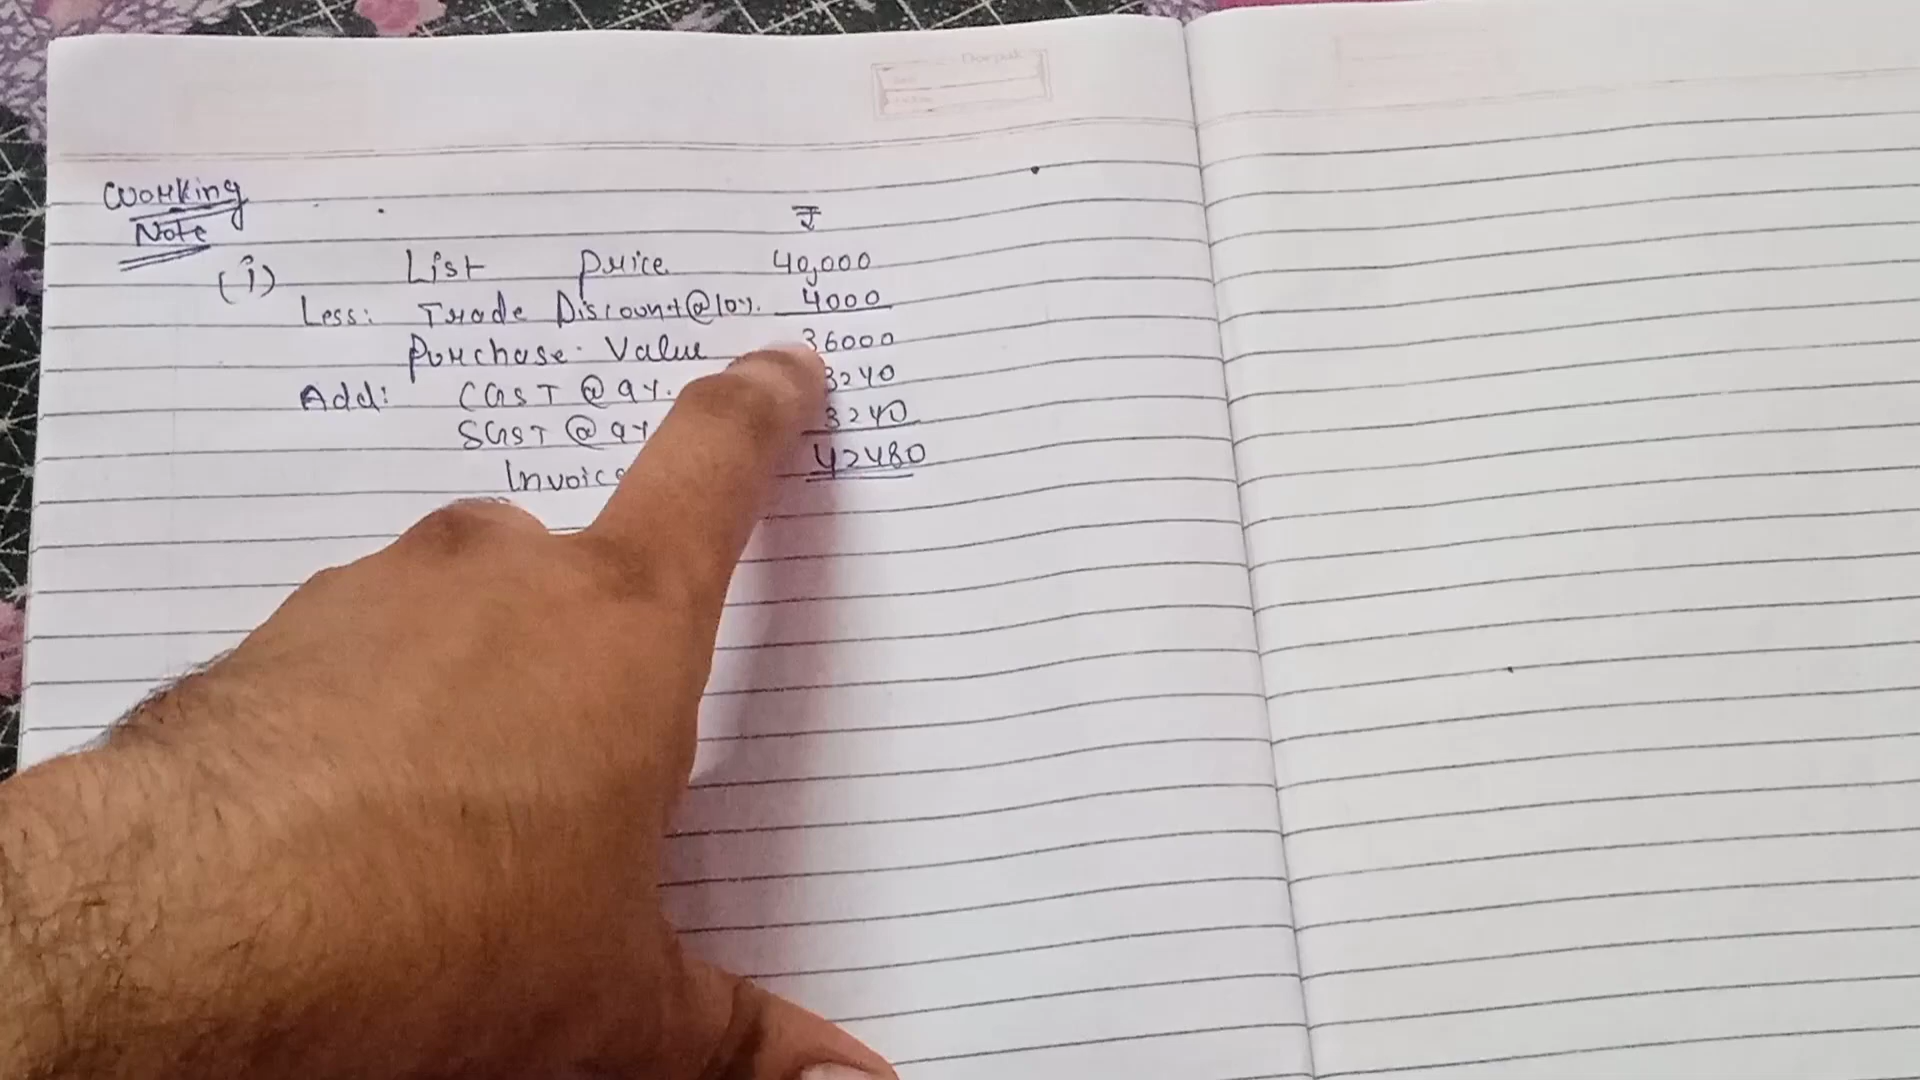 Working
Note
₹
(i) List Price 40,000
Less: Trade Discount@10%. 4000
Purchase Value 36000
Add: CGST @ 9%. 3240
SGST @ 9% 3240
Invoice 42480